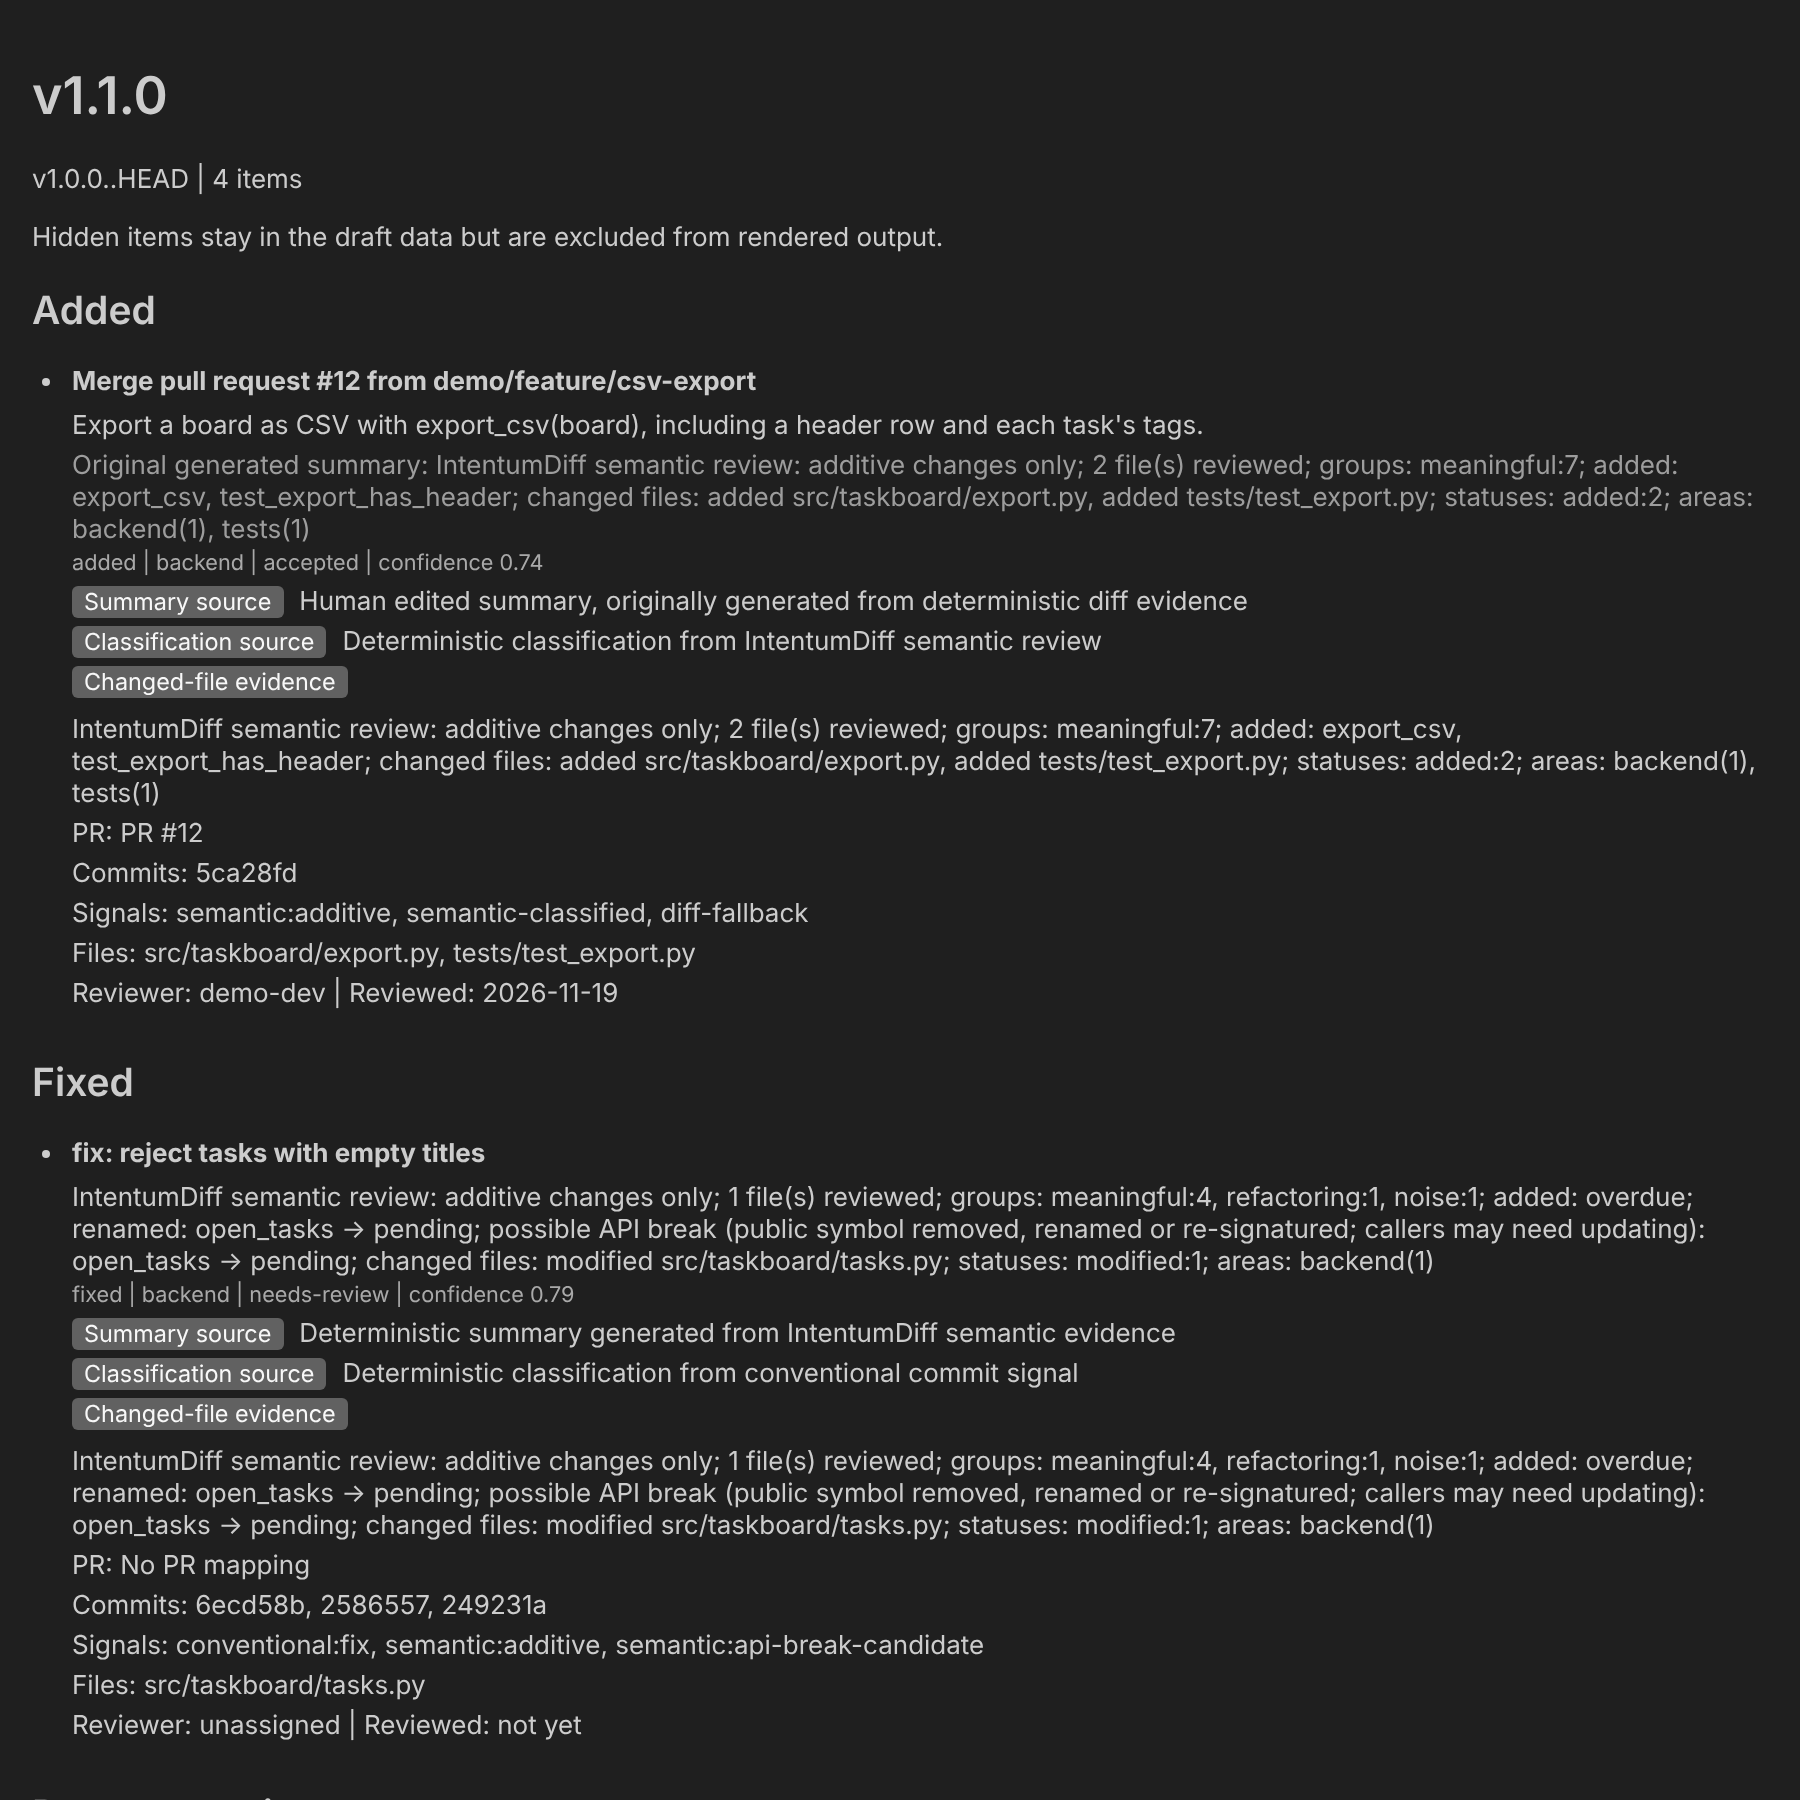 v1.1.0
v1.0.0..HEAD | 4 items
Hidden items stay in the draft data but are excluded from rendered output.
Added
• Merge pull request #12 from demo/feature/csv-export
Export a board as CSV with export_csv(board), including a header row and each task's tags.
Original generated summary: IntentumDiff semantic review: additive changes only; 2 file(s) reviewed; groups: meaningful:7; added:
export_csv, test_export_has_header; changed files: added src/taskboard/export.py, added tests/test_export.py; statuses: added:2; areas:
backend(1), tests(1)
added | backend | accepted | confidence 0.74
Summary source Human edited summary, originally generated from deterministic diff evidence
Classification source Deterministic classification from IntentumDiff semantic review
Changed-file evidence
IntentumDiff semantic review: additive changes only; 2 file(s) reviewed; groups: meaningful:7; added: export_csv,
test_export_has_header; changed files: added src/taskboard/export.py, added tests/test_export.py; statuses: added:2; areas: backend(1),
tests(1)
PR: PR #12
Commits: 5ca28fd
Signals: semantic:additive, semantic-classified, diff-fallback
Files: src/taskboard/export.py, tests/test_export.py
Reviewer: demo-dev | Reviewed: 2026-11-19
Fixed
• fix: reject tasks with empty titles
IntentumDiff semantic review: additive changes only; 1 file(s) reviewed; groups: meaningful:4, refactoring:1, noise:1; added: overdue;
renamed: open_tasks → pending; possible API break (public symbol removed, renamed or re-signatured; callers may need updating):
open_tasks → pending; changed files: modified src/taskboard/tasks.py; statuses: modified:1; areas: backend(1)
fixed | backend | needs-review | confidence 0.79
Summary source Deterministic summary generated from IntentumDiff semantic evidence
Classification source Deterministic classification from conventional commit signal
Changed-file evidence
IntentumDiff semantic review: additive changes only; 1 file(s) reviewed; groups: meaningful:4, refactoring:1, noise:1; added: overdue;
renamed: open_tasks → pending; possible API break (public symbol removed, renamed or re-signatured; callers may need updating):
open_tasks → pending; changed files: modified src/taskboard/tasks.py; statuses: modified:1; areas: backend(1)
PR: No PR mapping
Commits: 6ecd58b, 2586557, 249231a
Signals: conventional:fix, semantic:additive, semantic:api-break-candidate
Files: src/taskboard/tasks.py
Reviewer: unassigned | Reviewed: not yet